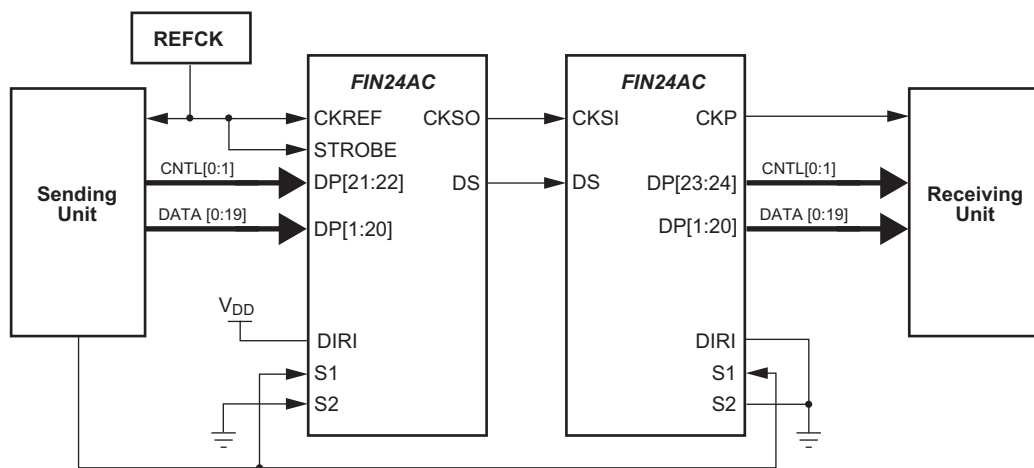 REFCK
FIN24AC
FIN24AC
CKREF
CKSO
CKSI
CKP
STROBE
CNTL[0:1]
CNTL[0:1]
Sending
Unit
DP[21:22]
DS
DS
DP[23:24]
Receiving
Unit
DATA [0:19]
DATA [0:19]
DP[1:20]
DP[1:20]
VDD
DIRI
DIRI
S1
S1
S2
S2